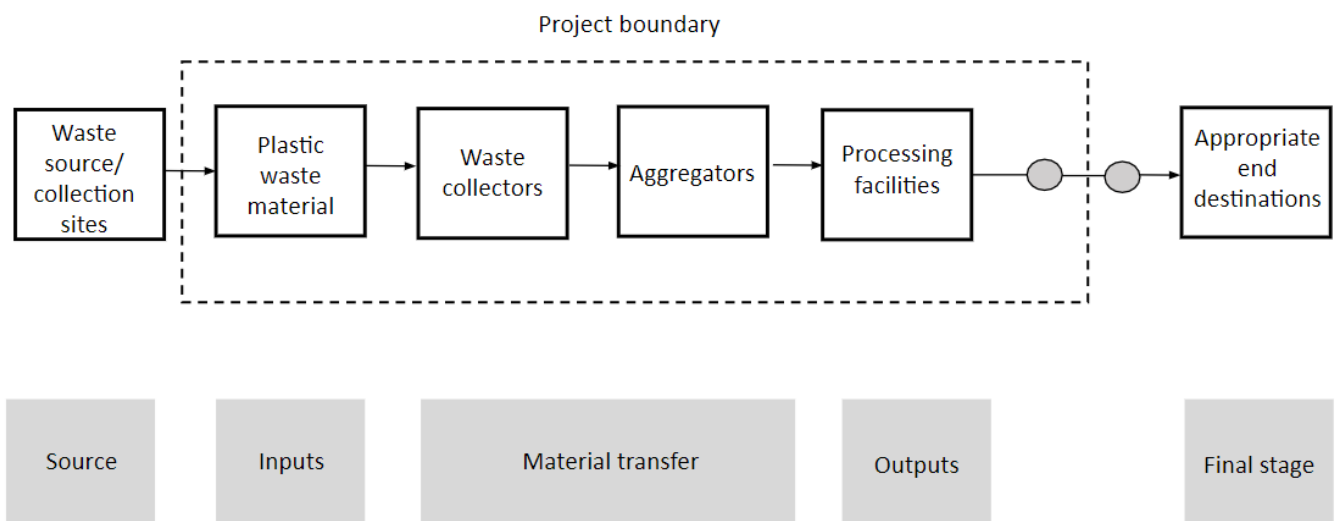 Project boundary
Waste
source/
collection
sites
Plastic
waste
material
Waste
collectors
Aggregators
Processing
facilities
Appropriate
end
destinations
Source
Inputs
Material transfer
Outputs
Final stage